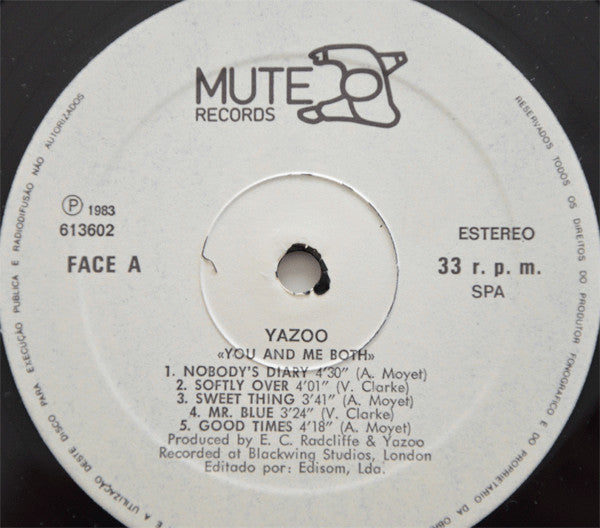 MUTE
RECORDS
RESERVADOS TODOS OS DIREITOS DO PRODUTOR FONOGRÁFICO E DO PROPRIETÁRIO DA OBRA
E A UTILIZAÇÃO DESTE DISCO PARA EXECUÇÃO PUBLICA E RADIODIFUSÃO NÃO AUTORIZADOS
Ⓟ 1983
613602
FACE A
ESTEREO
33 r. p. m.
SPA
YAZOO
«YOU AND ME BOTH»
1. NOBODY'S DIARY 4'30" (A. Moyet)
2. SOFTLY OVER 4'01" (V. Clarke)
3. SWEET THING 3'41" (A. Moyet)
4. MR. BLUE 3'24" (V. Clarke)
5. GOOD TIMES 4'18" (A. Moyet)
Produced by E. C. Radcliffe & Yazoo
Recorded at Blackwing Studios, London
Editado por: Edisom, Lda.